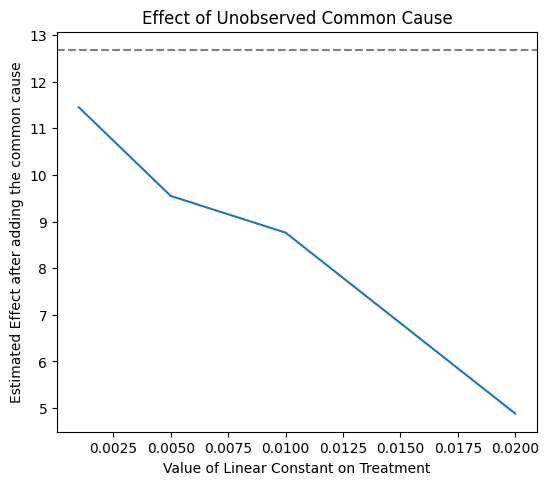 Effect of Unobserved Common Cause
Estimated Effect after adding the common cause
13
12
11
10
9
8
7
6
5
0.0025 0.0050 0.0075 0.0100 0.0125 0.0150 0.0175 0.0200
Value of Linear Constant on Treatment